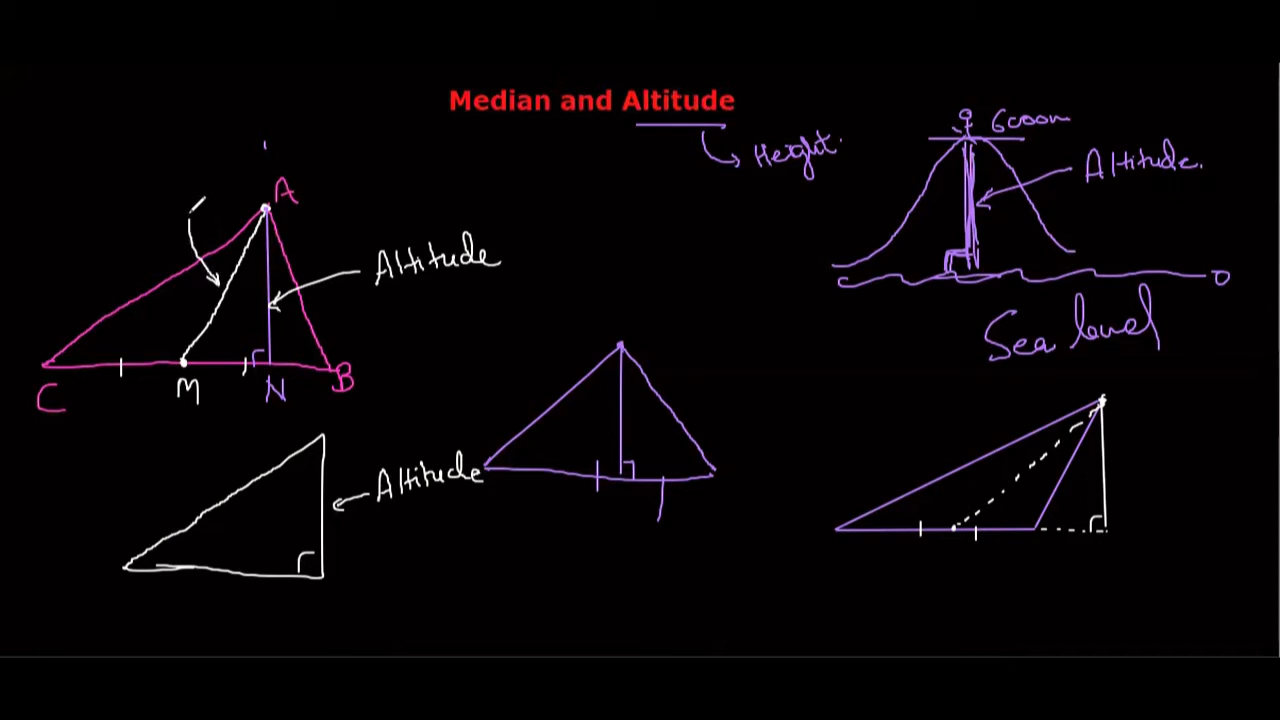 Median and Altitude
Height.
6000m
Altitude.
A
Altitude
C
M
N
B
O
Sea level
Altitude